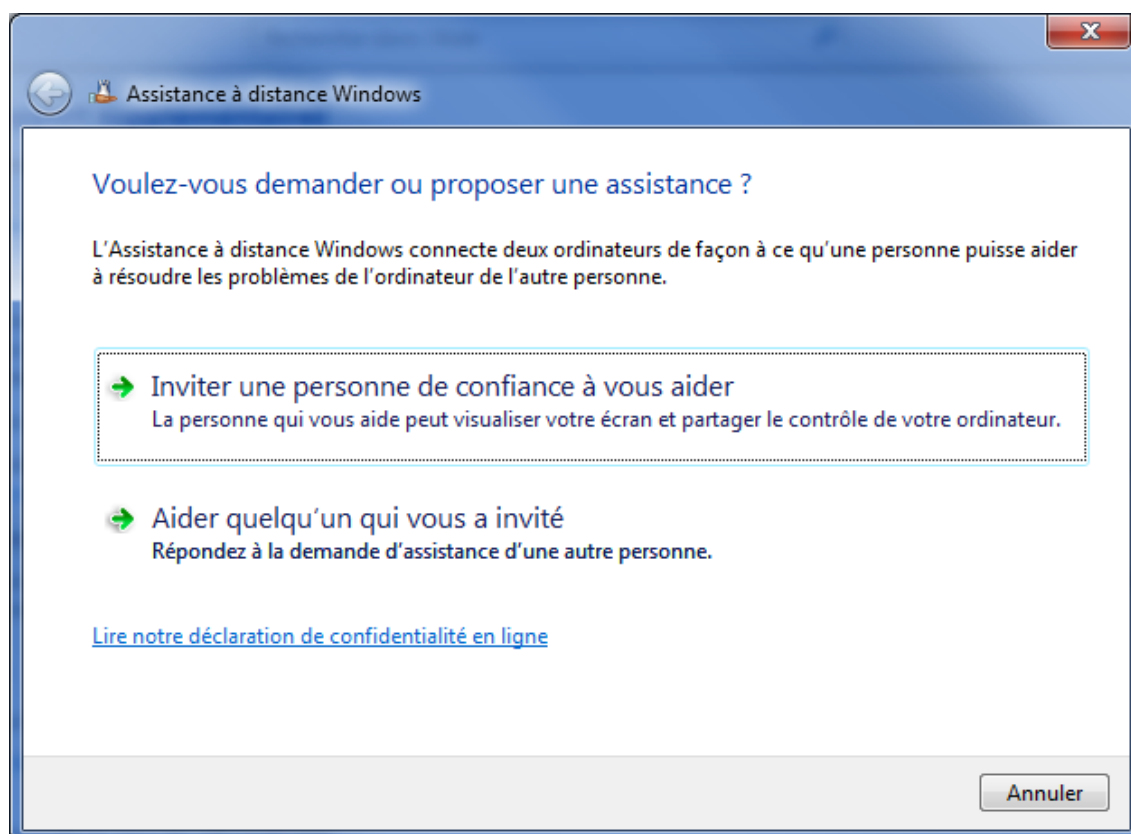 Assistance à distance Windows
Voulez-vous demander ou proposer une assistance ?
L'Assistance à distance Windows connecte deux ordinateurs de façon à ce qu'une personne puisse aider
à résoudre les problèmes de l'ordinateur de l'autre personne.
Inviter une personne de confiance à vous aider
La personne qui vous aide peut visualiser votre écran et partager le contrôle de votre ordinateur.
Aider quelqu'un qui vous a invité
Répondez à la demande d'assistance d'une autre personne.
Lire notre déclaration de confidentialité en ligne
Annuler